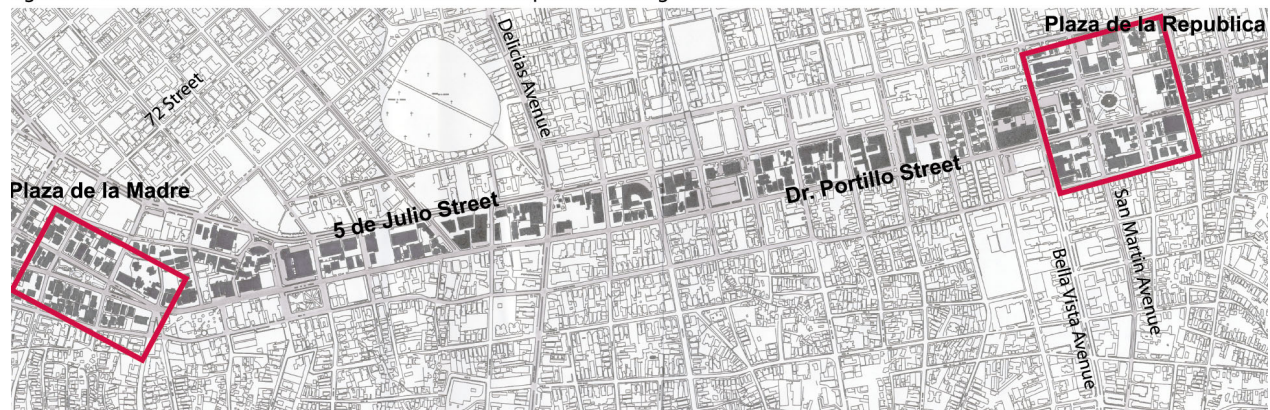 Plaza de la Republica
Delicias Avenue
72 Street
Plaza de la Madre
5 de Julio Street
Dr. Portillo Street
San Martin Avenue
Bella Vista Avenue